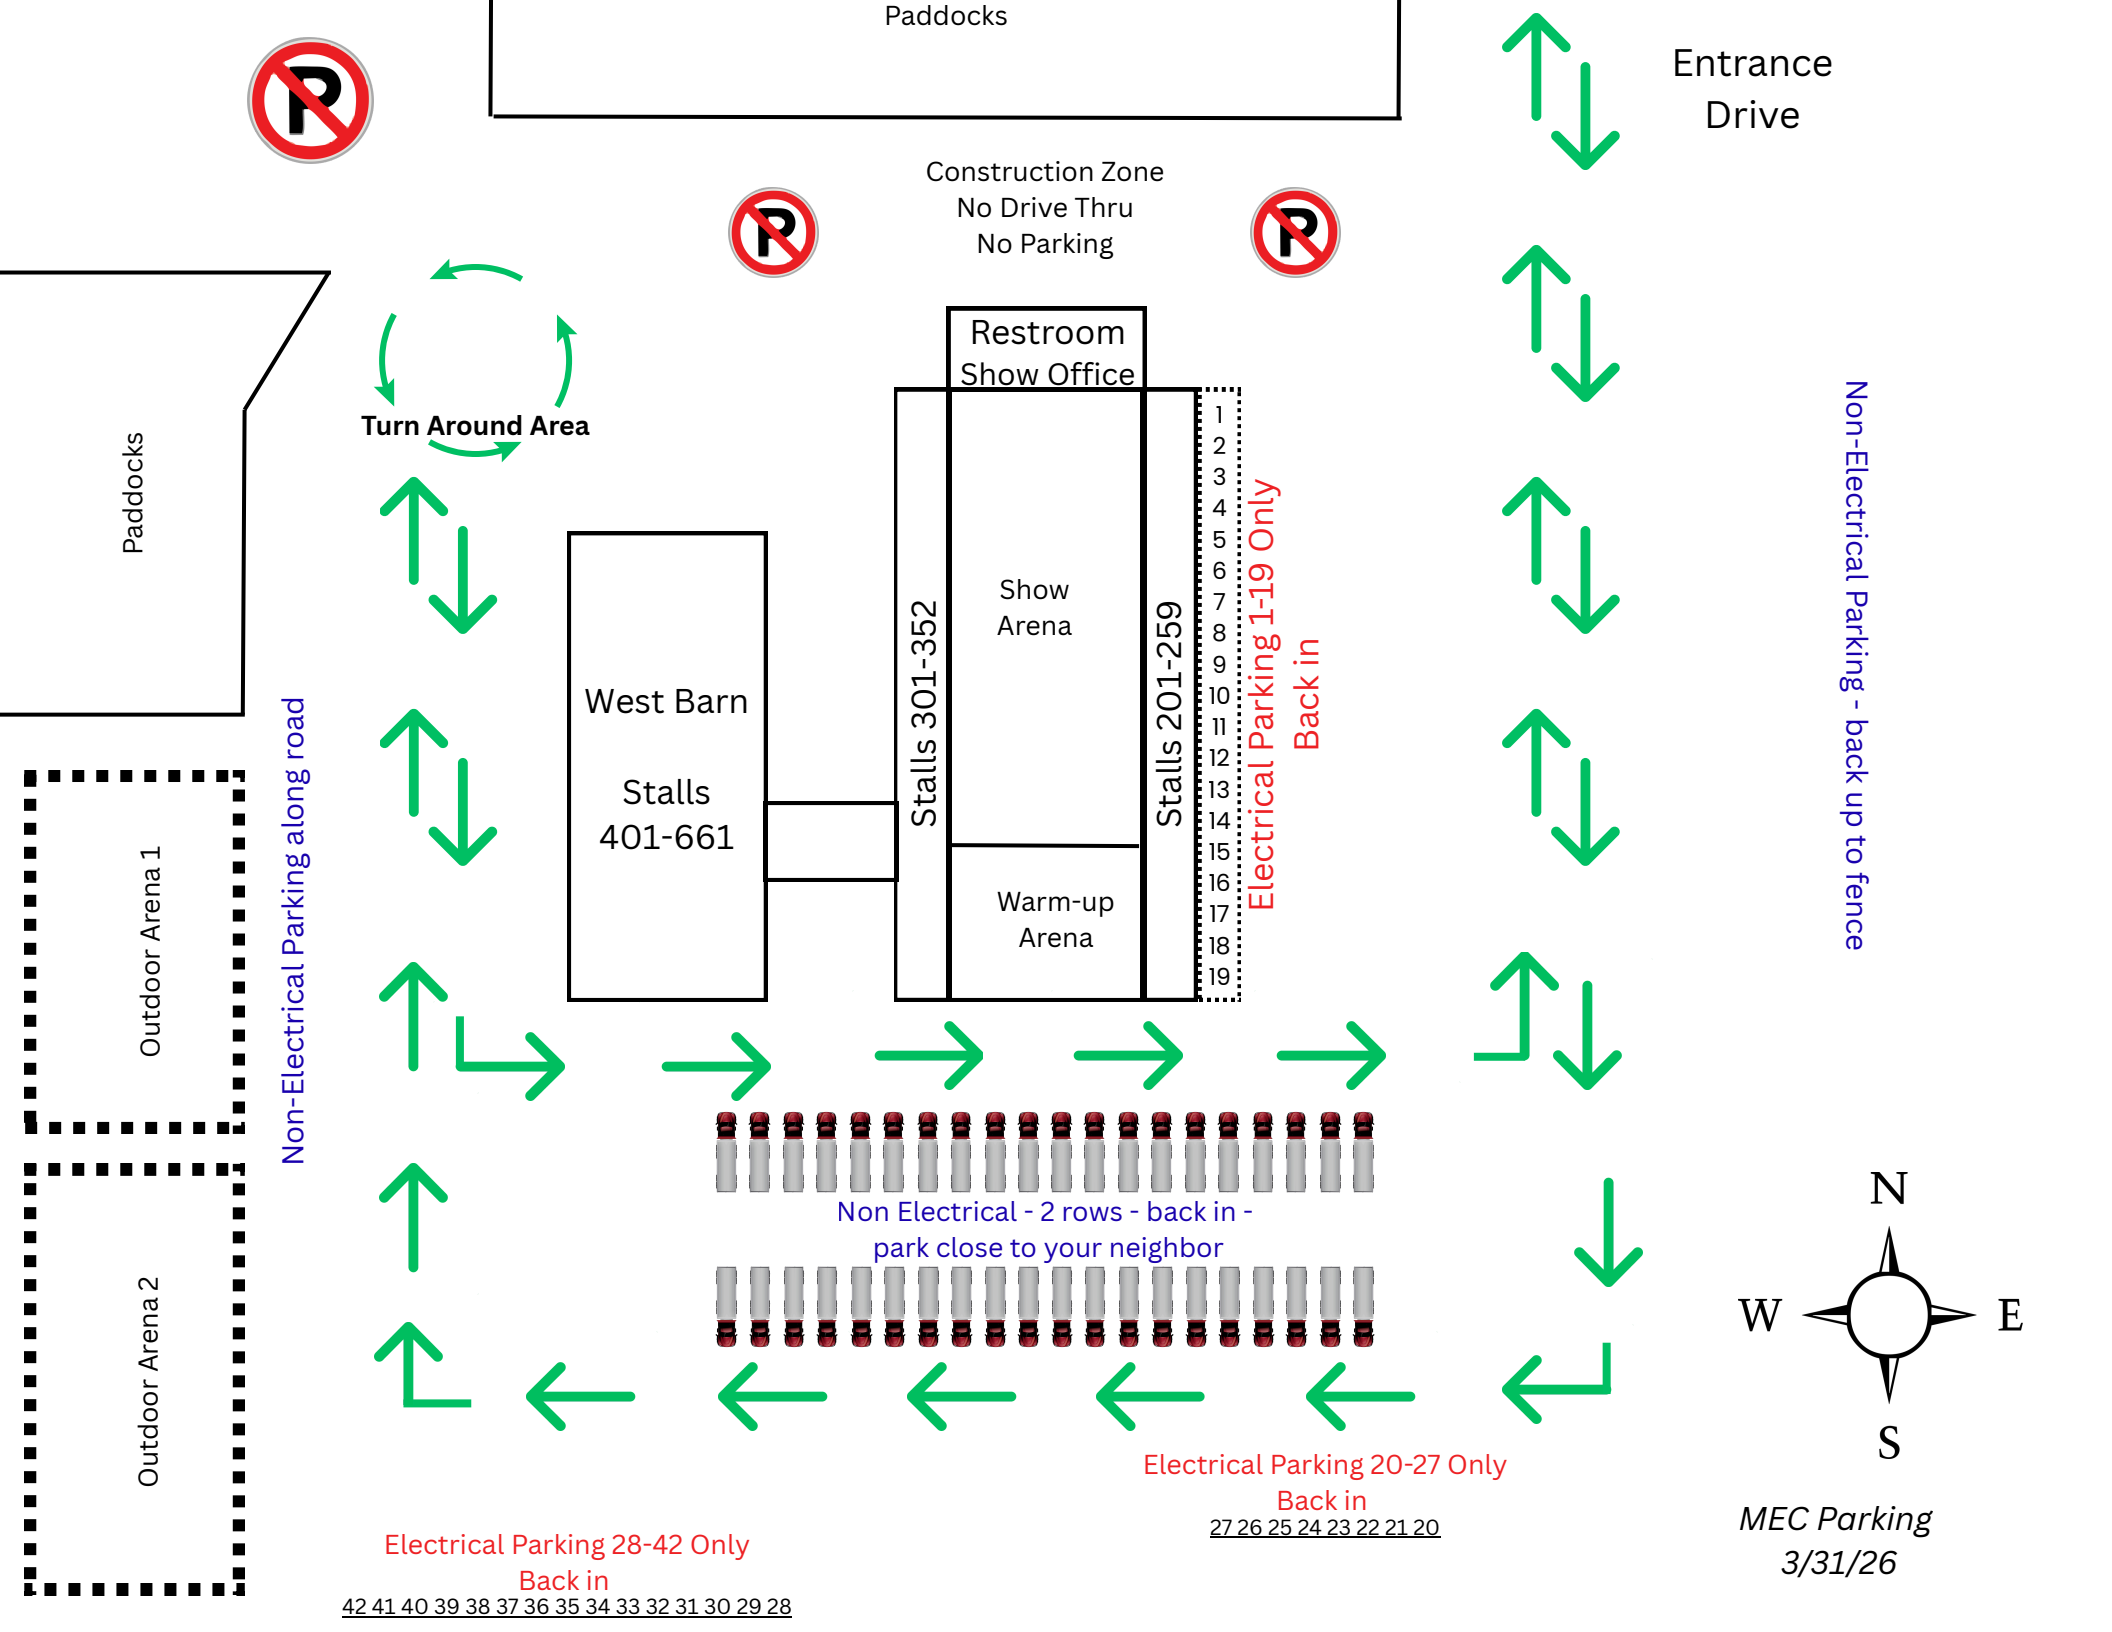 Paddocks
P
Entrance
Drive
Construction Zone
No Drive Thru
No Parking
P
P
Restroom
Show Office
Turn Around Area
Paddocks
1
2
3
4
5
6
7
8
9
10
11
12
13
14
15
16
17
18
19
Electrical Parking 1-19 Only
Back in
Non-Electrical Parking - back up to fence
Show
Arena
Stalls 301-352
Stalls 201-259
West Barn
Stalls
401-661
Warm-up
Arena
Non-Electrical Parking along road
Outdoor Arena 1
Outdoor Arena 2
Non Electrical - 2 rows - back in -
park close to your neighbor
N
W
E
S
Electrical Parking 20-27 Only
Back in
27 26 25 24 23 22 21 20
MEC Parking
3/31/26
Electrical Parking 28-42 Only
Back in
42 41 40 39 38 37 36 35 34 33 32 31 30 29 28